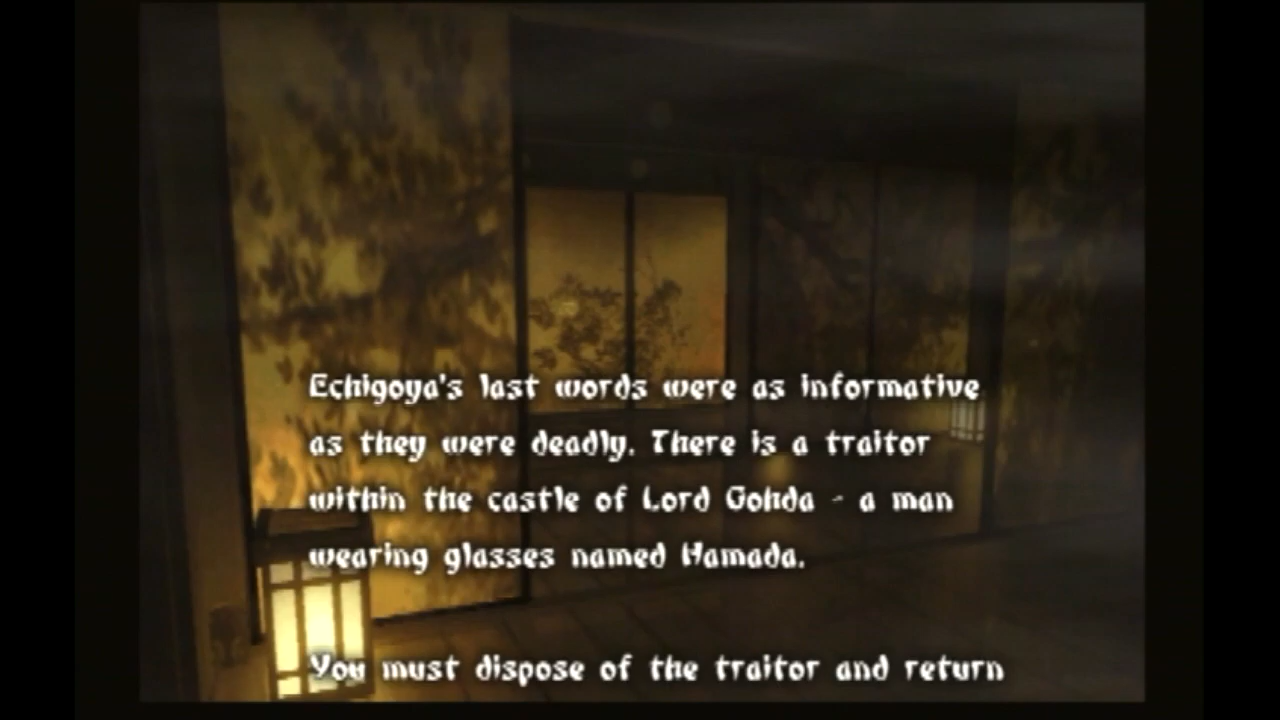 Echigoya's last words were as informative
as they were deadly. There is a traitor
within the castle of Lord Gohda - a man
wearing glasses named Hamada.
You must dispose of the traitor and return